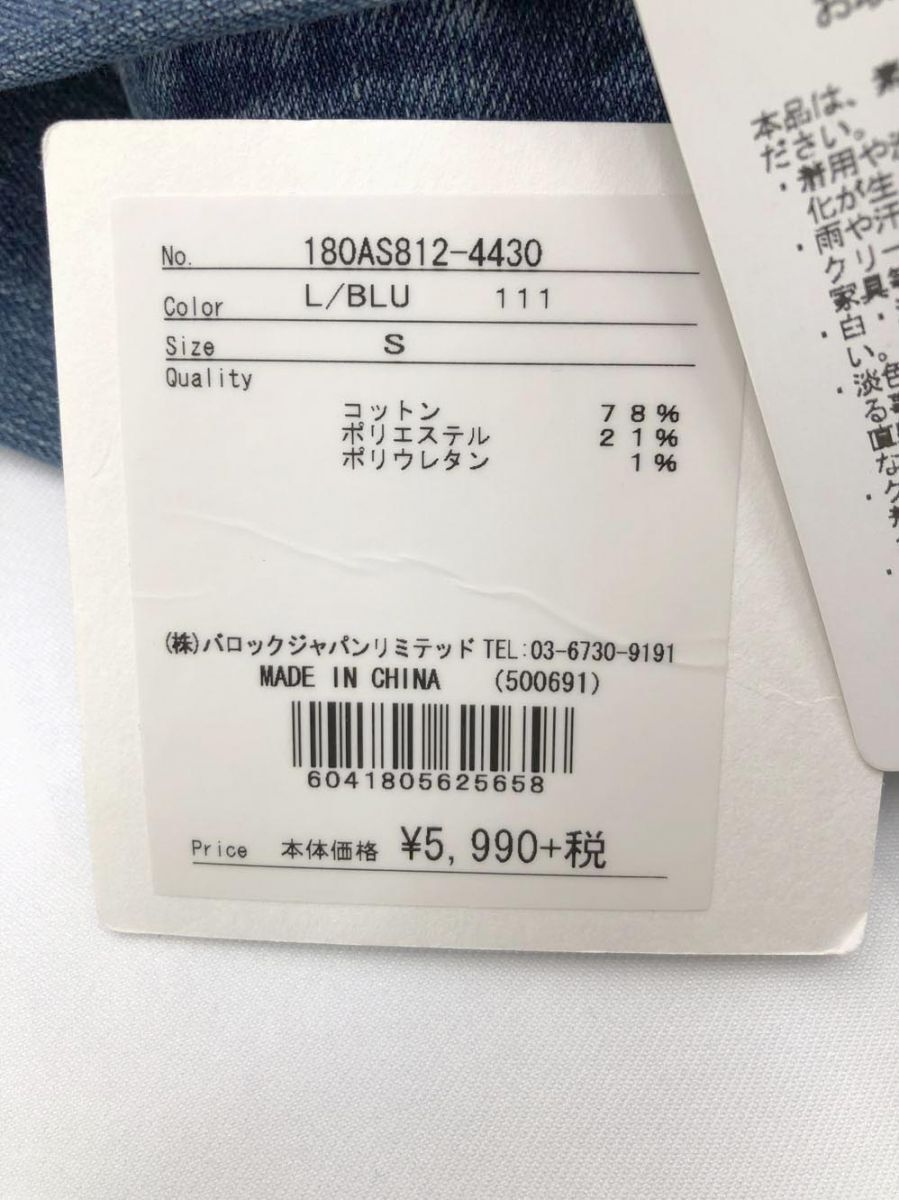 No. 180AS812-4430
Color L/BLU 111
Size S
Quality
コットン 78%
ポリエステル 21%
ポリウレタン 1%
(株)バロックジャパンリミテッド TEL:03-6730-9191
MADE IN CHINA (500691)
6041805625658
Price 本体価格 ¥5,990+税
本品は、素
ださい。
・着用や
化が生
・雨や汗
クリー
家具等
・白・
い。
・淡色
る
な